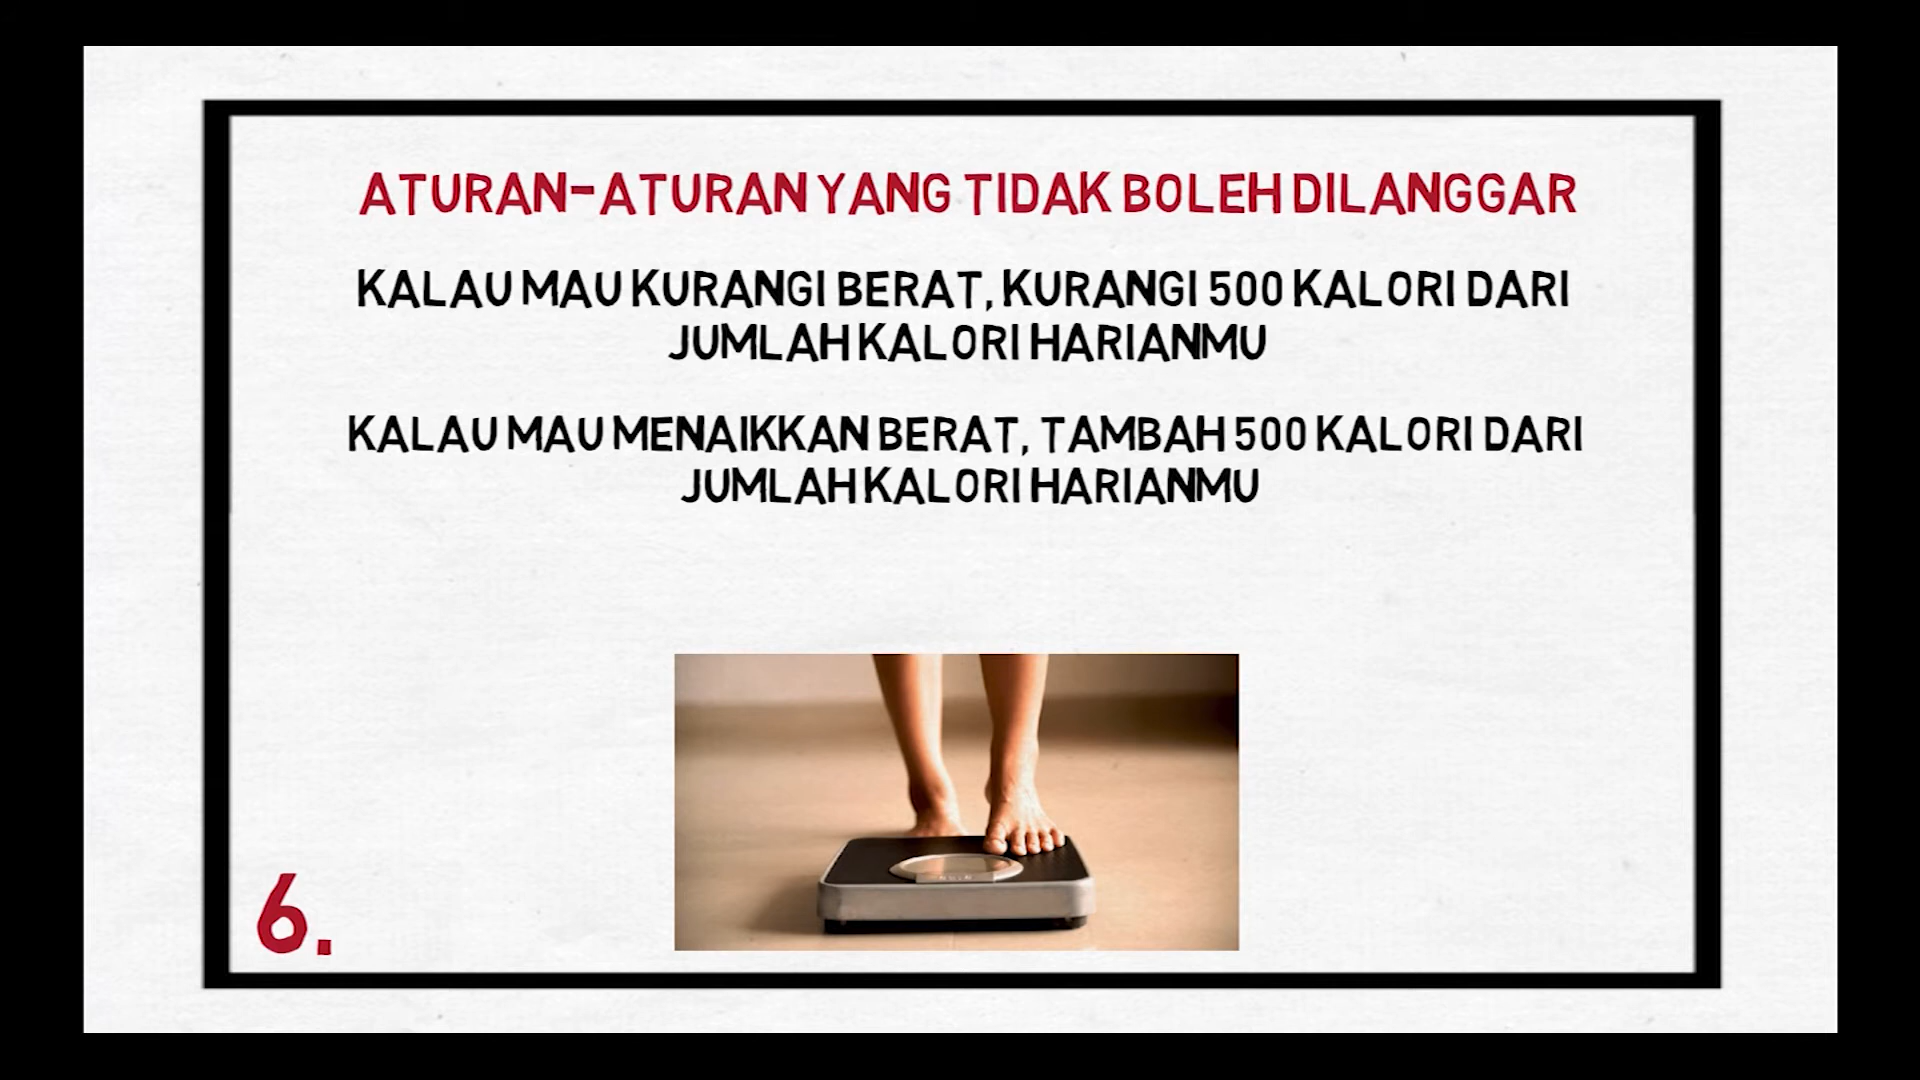 ATURAN-ATURAN YANG TIDAK BOLEH DILANGGAR
KALAU MAU KURANGI BERAT, KURANGI 500 KALORI DARI
JUMLAH KALORI HARIANMU
KALAU MAU MENAIKKAN BERAT, TAMBAH 500 KALORI DARI
JUMLAH KALORI HARIANMU
6.